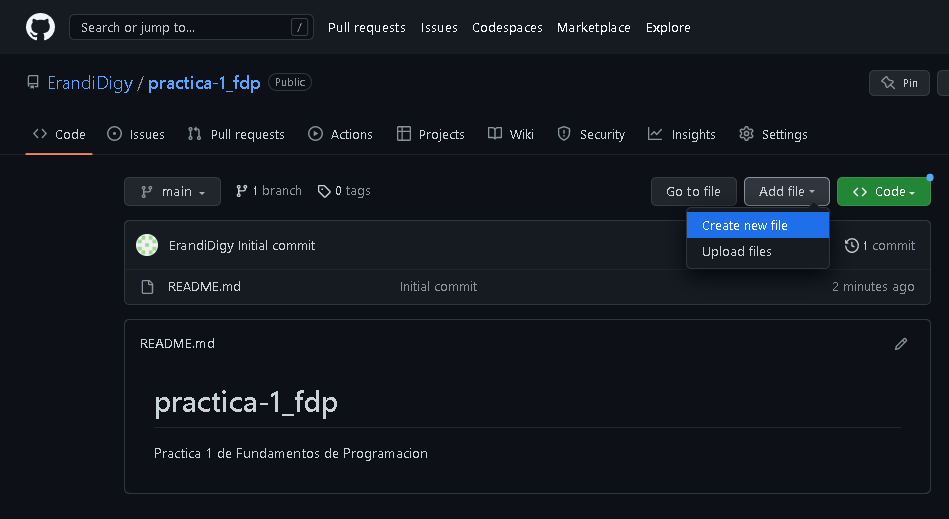 Search or jump to... / Pull requests Issues Codespaces Marketplace Explore
ErandiDigy / practica-1_fdp Public Pin
Code Issues Pull requests Actions Projects Wiki Security Insights Settings
main 1 branch 0 tags Go to file Add file Code
Create new file
Upload files
ErandiDigy Initial commit 1 commit
README.md Initial commit 2 minutes ago
README.md
practica-1_fdp
Practica 1 de Fundamentos de Programacion